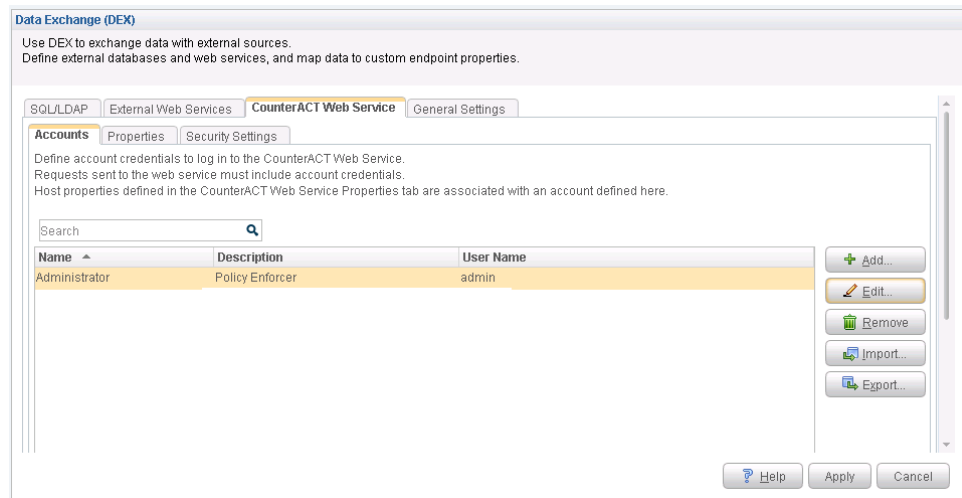 Data Exchange (DEX)
Use DEX to exchange data with external sources.
Define external databases and web services, and map data to custom endpoint properties.
SQL/LDAP External Web Services CounterACT Web Service General Settings
Accounts Properties Security Settings
Define account credentials to log in to the CounterACT Web Service.
Requests sent to the web service must include account credentials.
Host properties defined in the CounterACT Web Service Properties tab are associated with an account defined here.
Search
Name Description User Name
Administrator Policy Enforcer admin
Add...
Edit...
Remove
Import...
Export...
Help Apply Cancel